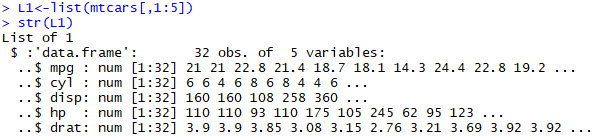 > L1<-list(mtcars[,1:5])
> str(L1)
List of 1
 $ :'data.frame':	32 obs. of  5 variables:
  ..$ mpg : num [1:32] 21 21 22.8 21.4 18.7 18.1 14.3 24.4 22.8 19.2 ...
  ..$ cyl : num [1:32] 6 6 4 6 8 6 8 4 4 6 ...
  ..$ disp: num [1:32] 160 160 108 258 360 ...
  ..$ hp  : num [1:32] 110 110 93 110 175 105 245 62 95 123 ...
  ..$ drat: num [1:32] 3.9 3.9 3.85 3.08 3.15 2.76 3.21 3.69 3.92 3.92 ...